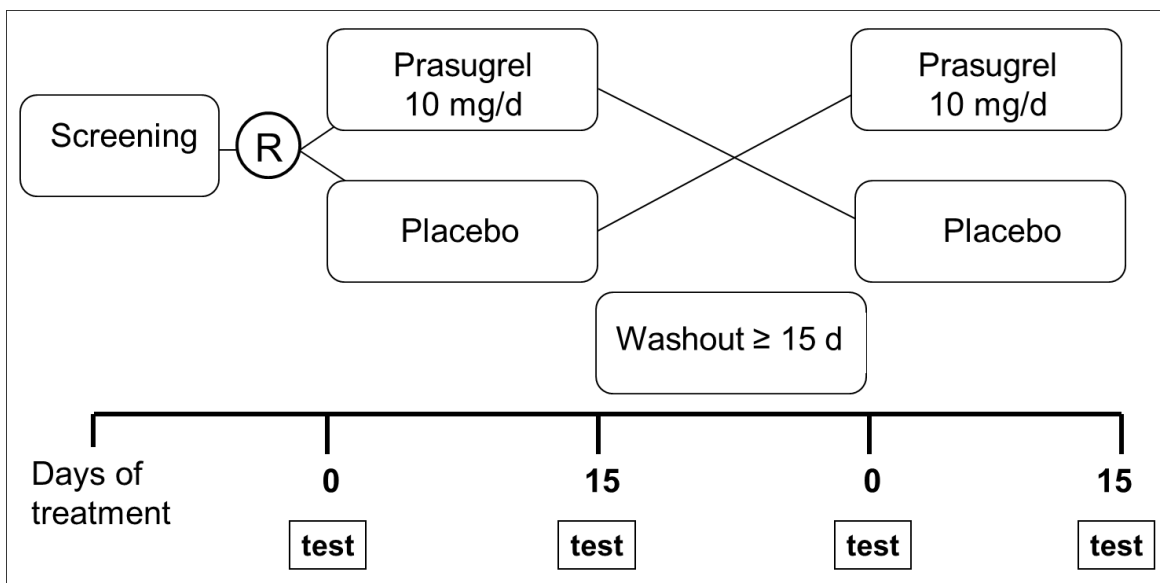 Screening
R
Prasugrel
10 mg/d
Placebo
Prasugrel
10 mg/d
Placebo
Washout ≥ 15 d
Days of
treatment
0
15
0
15
test
test
test
test